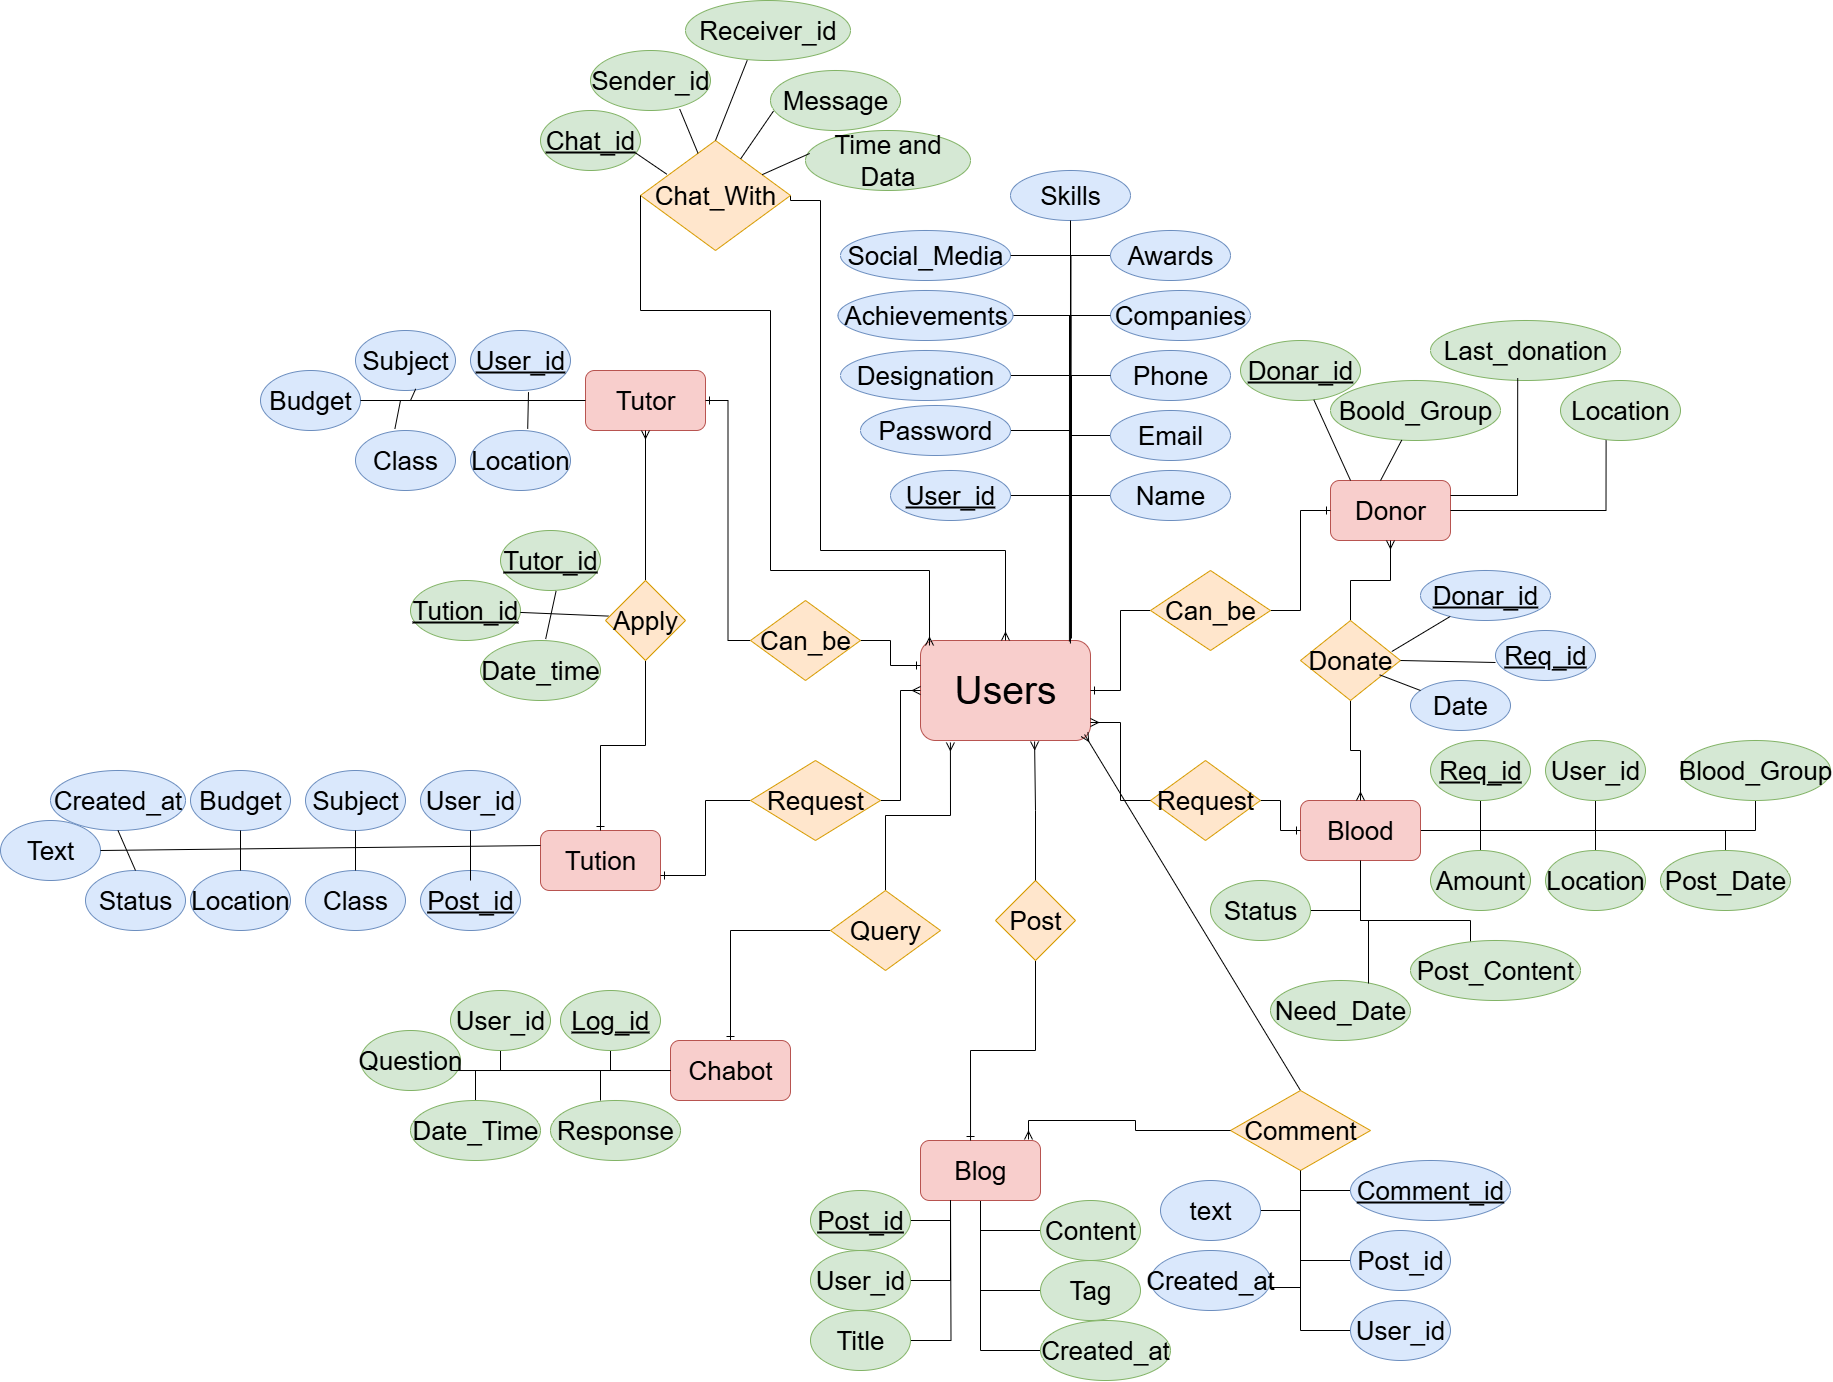 Receiver_id
Sender_id
Message
Chat_id
Time and
Data
Chat_With
Skills
Social_Media
Awards
Achievements
Companies
Designation
Phone
Password
Email
User_id
Name
Subject
User_id
Budget
Tutor
Class
Location
Last_donation
Donar_id
Boold_Group
Location
Donor
Tutor_id
Tution_id
Apply
Date_time
Can_be
Can_be
Users
Donar_id
Donate
Req_id
Date
Created_at
Budget
Subject
User_id
Text
Status
Location
Class
Post_id
Tution
Request
Request
Req_id
User_id
Blood_Group
Blood
Amount
Location
Post_Date
Status
Post_Content
Need_Date
Query
Post
User_id
Log_id
Question
Chabot
Date_Time
Response
Comment
Blog
Post_id
User_id
Title
Content
Tag
Created_at
text
Comment_id
Created_at
Post_id
User_id